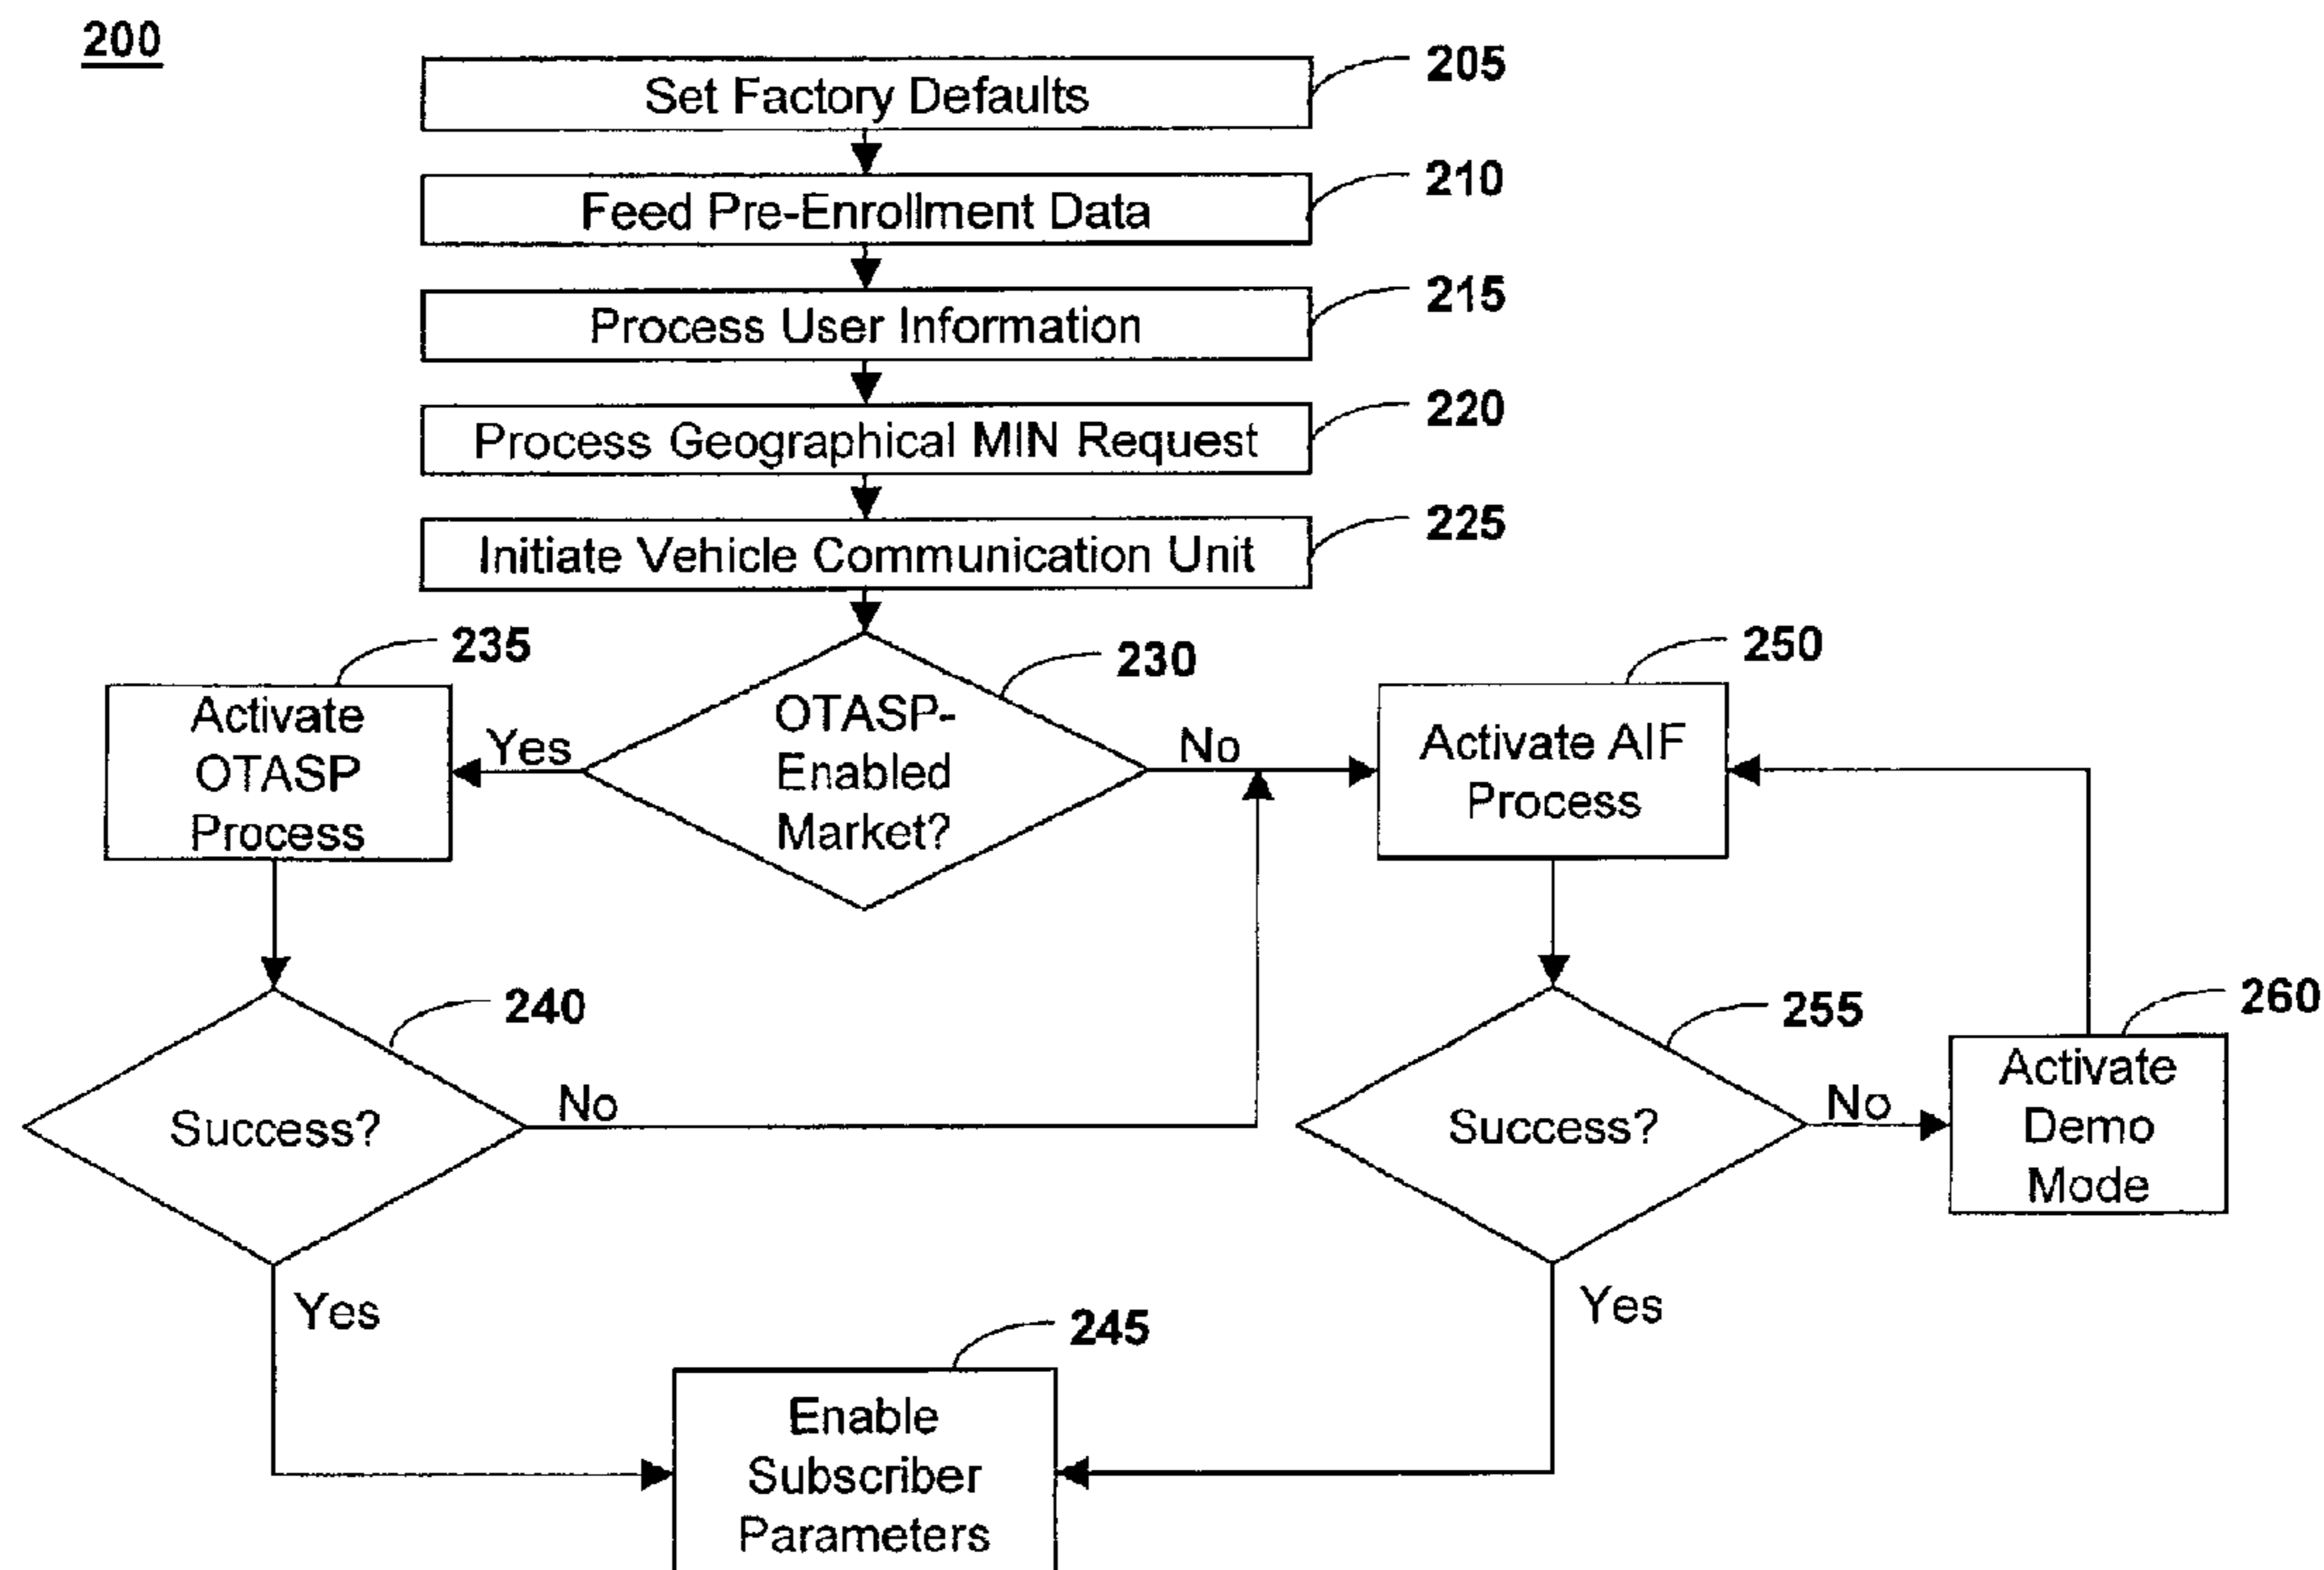 200
Set Factory Defaults
205
Feed Pre-Enrollment Data
210
Process User Information
215
Process Geographical MIN Request
220
Initiate Vehicle Communication Unit
225
235
Activate
OTASP
Process
Yes
230
OTASP-
Enabled
Market?
No
250
Activate AIF
Process
240
Success?
No
Yes
255
Success?
No
Yes
260
Activate
Demo
Mode
245
Enable
Subscriber
Parameters